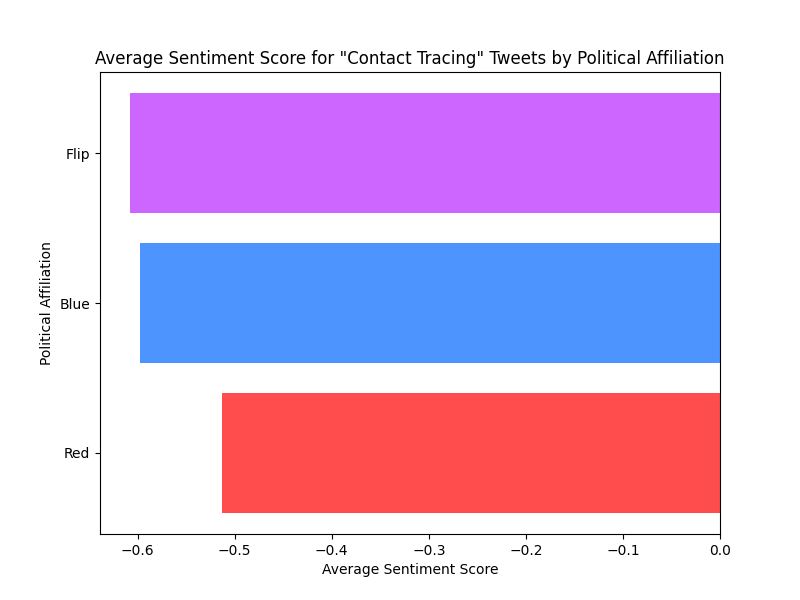 Average Sentiment Score for "Contact Tracing" Tweets by Political Affiliation
Political Affiliation
Flip
Blue
Red
−0.6 −0.5 −0.4 −0.3 −0.2 −0.1 0.0
Average Sentiment Score